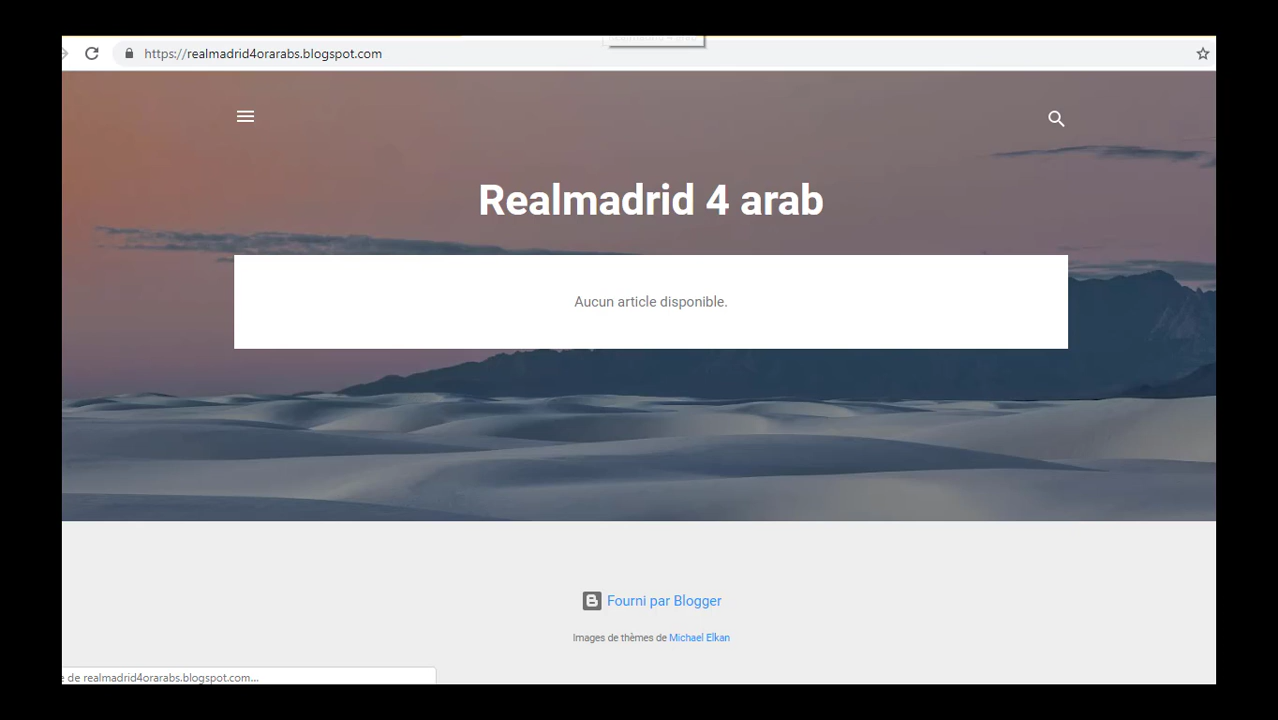 https://realmadrid4orarabs.blogspot.com
Realmadrid 4 arab
Aucun article disponible.
Fourni par Blogger
Images de thèmes de Michael Elkan
de realmadrid4orarabs.blogspot.com...